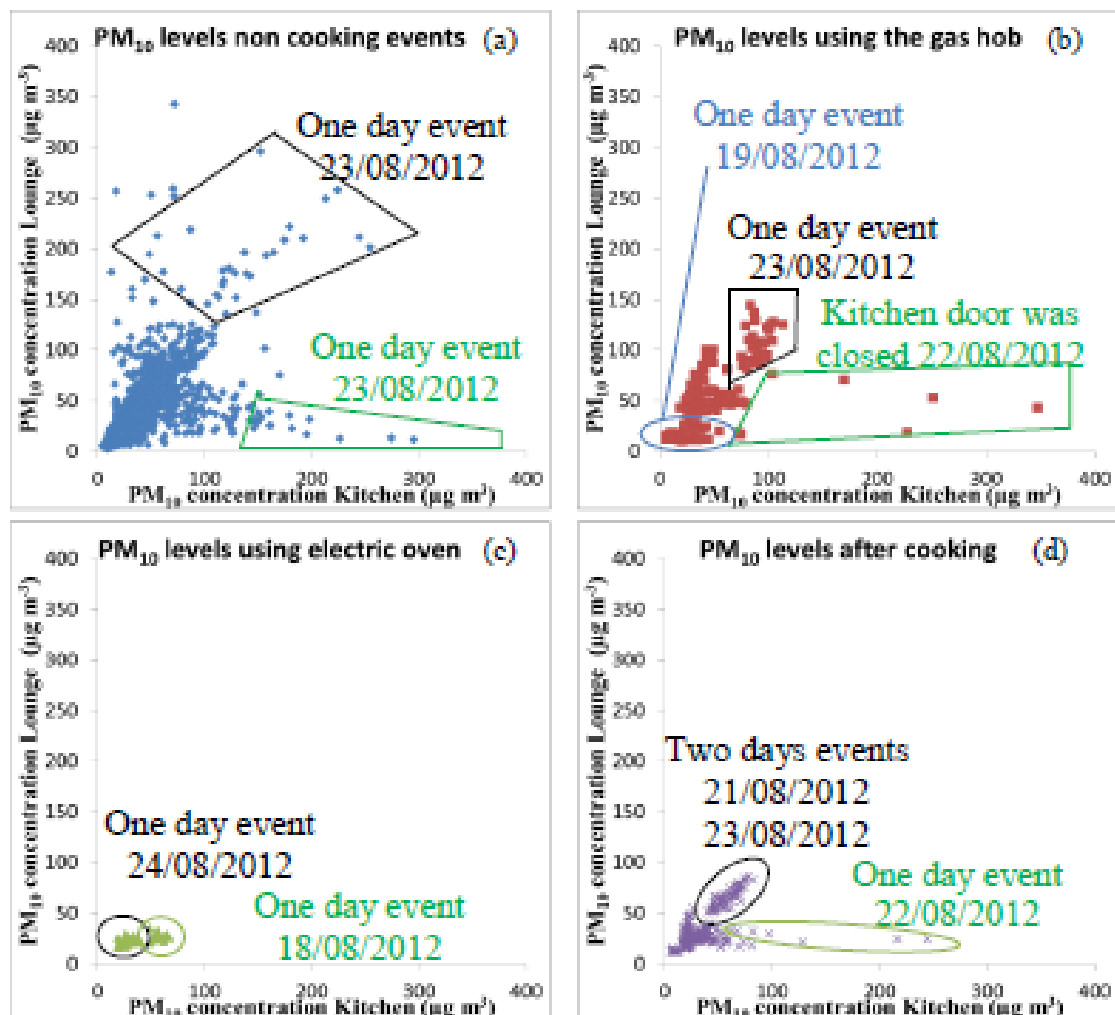 PM₁₀ levels non cooking events (a)
PM₁₀ concentration Lounge (µg m⁻³)
400
350
300
250
200
150
100
50
0
One day event
23/08/2012
One day event
23/08/2012
0 100 200 300 400
PM₁₀ concentration Kitchen (µg m³)
PM₁₀ levels using the gas hob (b)
PM₁₀ concentration Lounge (µg m⁻³)
400
350
300
250
200
150
100
50
0
One day event
19/08/2012
One day event
23/08/2012
Kitchen door was
closed 22/08/2012
0 100 200 300 400
PM₁₀ concentration Kitchen (µg m³)
PM₁₀ levels using electric oven (c)
PM₁₀ concentration Lounge (µg m⁻³)
400
350
300
250
200
150
100
50
0
One day event
24/08/2012
One day event
18/08/2012
0 100 200 300 400
PM₁₀ concentration Kitchen (µg m³)
PM₁₀ levels after cooking (d)
PM₁₀ concentration Lounge (µg m⁻³)
400
350
300
250
200
150
100
50
0
Two days events
21/08/2012
23/08/2012
One day event
22/08/2012
0 100 200 300 400
PM₁₀ concentration Kitchen (µg m³)